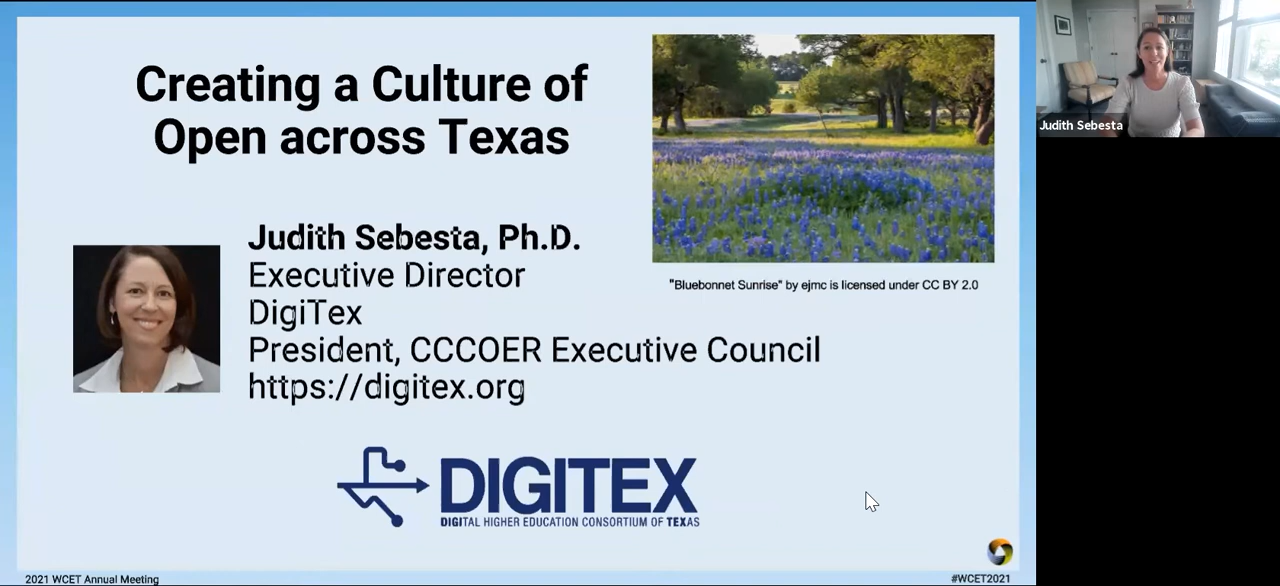 Creating a Culture of
Open across Texas
"Bluebonnet Sunrise" by ejmc is licensed under CC BY 2.0
Judith Sebesta, Ph.D.
Executive Director
DigiTex
President, CCCOER Executive Council
https://digitex.org
DIGITEX
DIGITAL HIGHER EDUCATION CONSORTIUM OF TEXAS
2021 WCET Annual Meeting
#WCET2021
Judith Sebesta